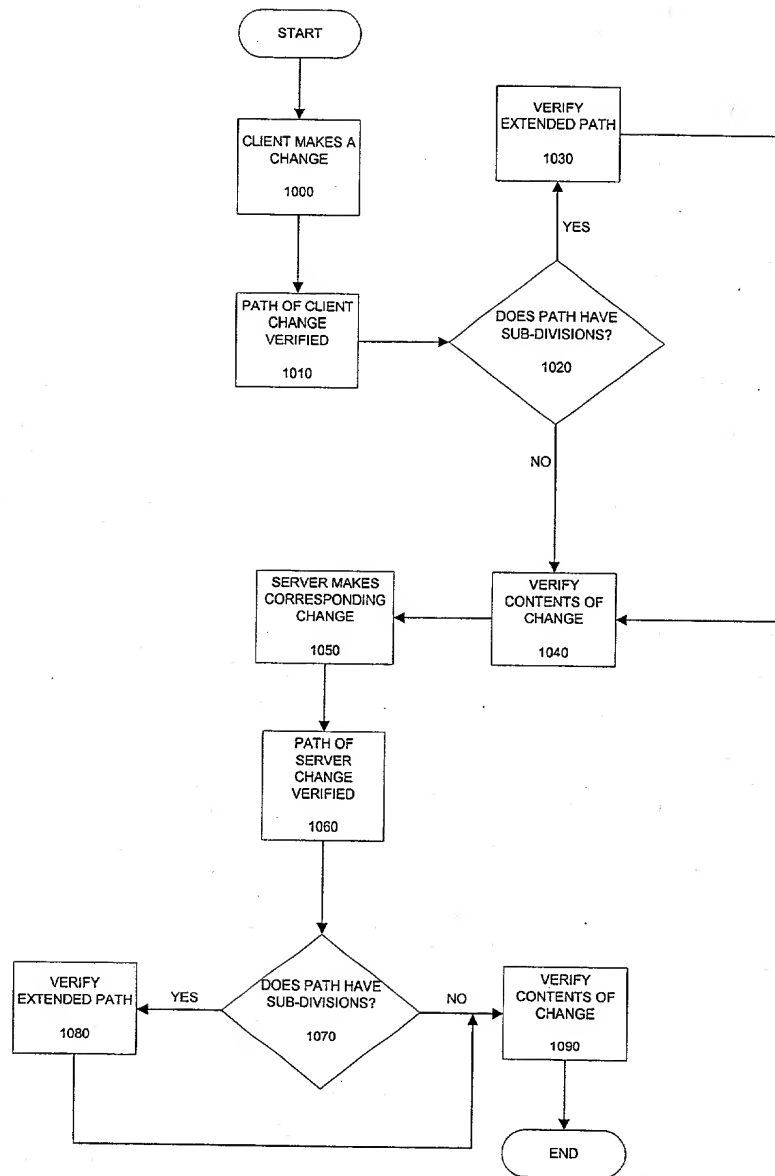 START
CLIENT MAKES A
CHANGE
1000
PATH OF CLIENT
CHANGE
VERIFIED
1010
DOES PATH HAVE
SUB-DIVISIONS?
1020
YES
VERIFY
EXTENDED PATH
1030
NO
VERIFY
CONTENTS OF
CHANGE
1040
SERVER MAKES
CORRESPONDING
CHANGE
1050
PATH OF
SERVER
CHANGE
VERIFIED
1060
DOES PATH HAVE
SUB-DIVISIONS?
1070
YES
VERIFY
EXTENDED PATH
1080
NO
VERIFY
CONTENTS OF
CHANGE
1090
END